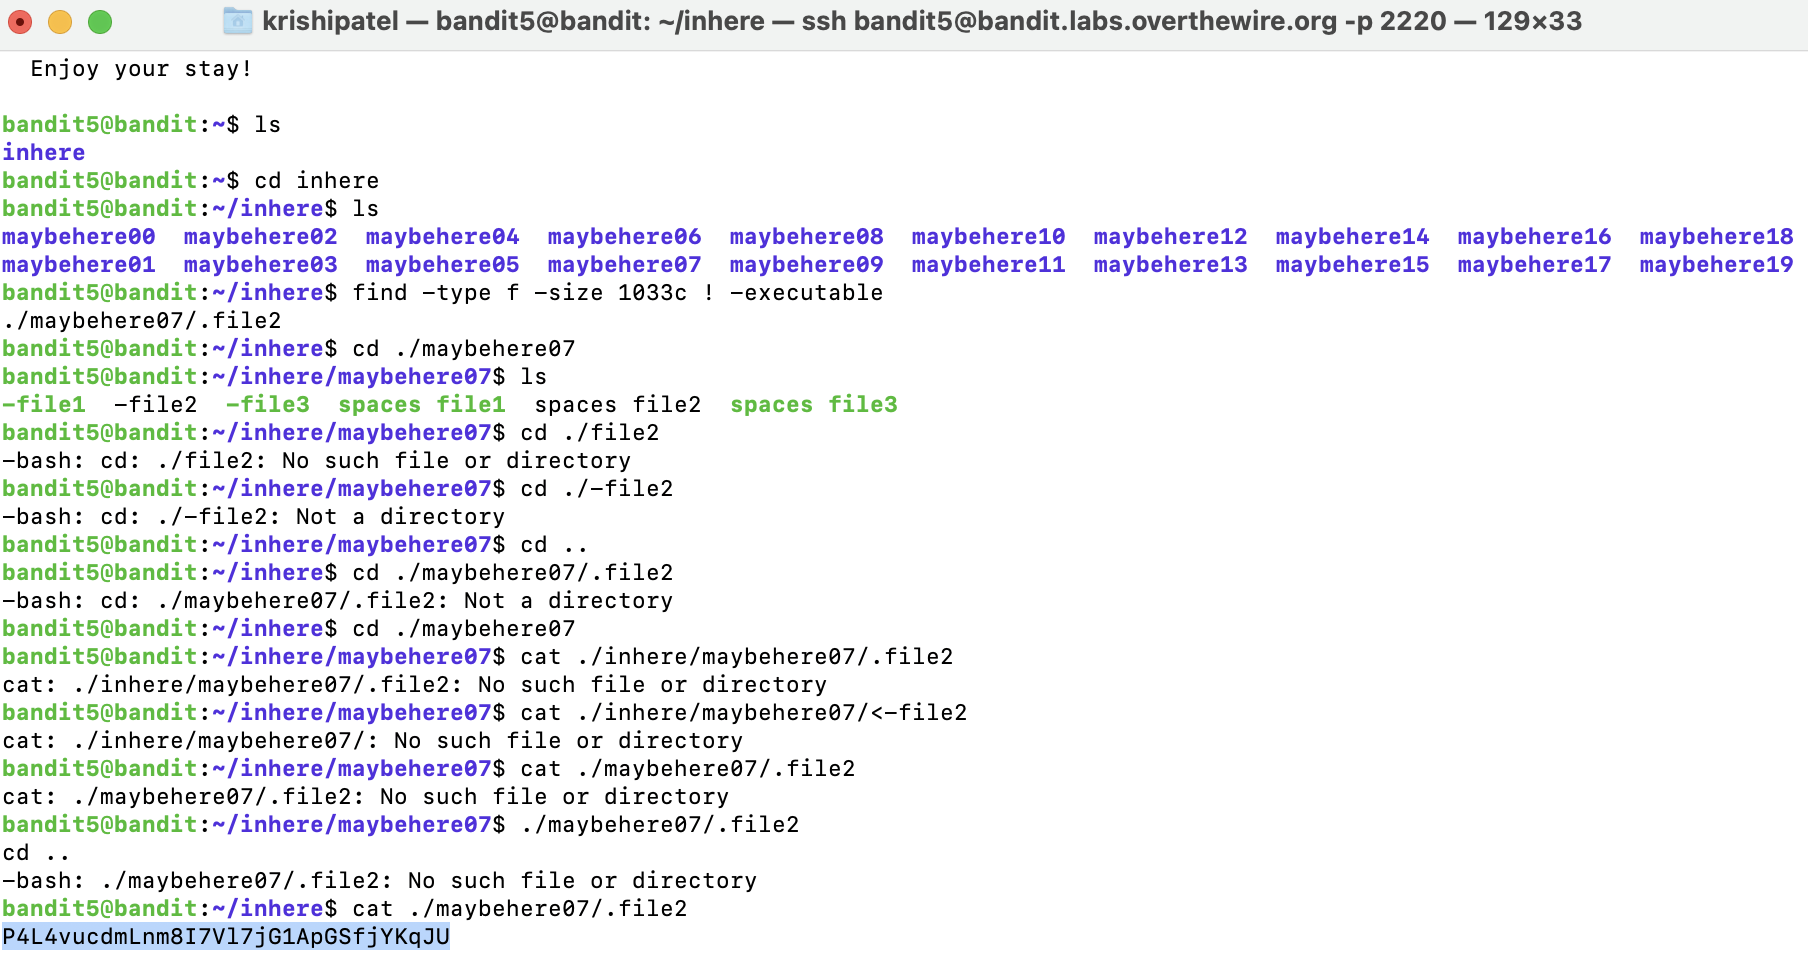 krishipatel — bandit5@bandit: ~/inhere — ssh bandit5@bandit.labs.overthewire.org -p 2220 — 129×33
Enjoy your stay!
bandit5@bandit:~$ ls
inhere
bandit5@bandit:~$ cd inhere
bandit5@bandit:~/inhere$ ls
maybehere00  maybehere02  maybehere04  maybehere06  maybehere08  maybehere10  maybehere12  maybehere14  maybehere16  maybehere18
maybehere01  maybehere03  maybehere05  maybehere07  maybehere09  maybehere11  maybehere13  maybehere15  maybehere17  maybehere19
bandit5@bandit:~/inhere$ find -type f -size 1033c ! -executable
./maybehere07/.file2
bandit5@bandit:~/inhere$ cd ./maybehere07
bandit5@bandit:~/inhere/maybehere07$ ls
-file1  -file2  -file3  spaces file1  spaces file2  spaces file3
bandit5@bandit:~/inhere/maybehere07$ cd ./file2
-bash: cd: ./file2: No such file or directory
bandit5@bandit:~/inhere/maybehere07$ cd ./-file2
-bash: cd: ./-file2: Not a directory
bandit5@bandit:~/inhere/maybehere07$ cd ..
bandit5@bandit:~/inhere$ cd ./maybehere07/.file2
-bash: cd: ./maybehere07/.file2: Not a directory
bandit5@bandit:~/inhere$ cd ./maybehere07
bandit5@bandit:~/inhere/maybehere07$ cat ./inhere/maybehere07/.file2
cat: ./inhere/maybehere07/.file2: No such file or directory
bandit5@bandit:~/inhere/maybehere07$ cat ./inhere/maybehere07/<-file2
cat: ./inhere/maybehere07/: No such file or directory
bandit5@bandit:~/inhere/maybehere07$ cat ./maybehere07/.file2
cat: ./maybehere07/.file2: No such file or directory
bandit5@bandit:~/inhere/maybehere07$ ./maybehere07/.file2
cd ..
-bash: ./maybehere07/.file2: No such file or directory
bandit5@bandit:~/inhere$ cat ./maybehere07/.file2
P4L4vucdmLnm8I7Vl7jG1ApGSfjYKqJU